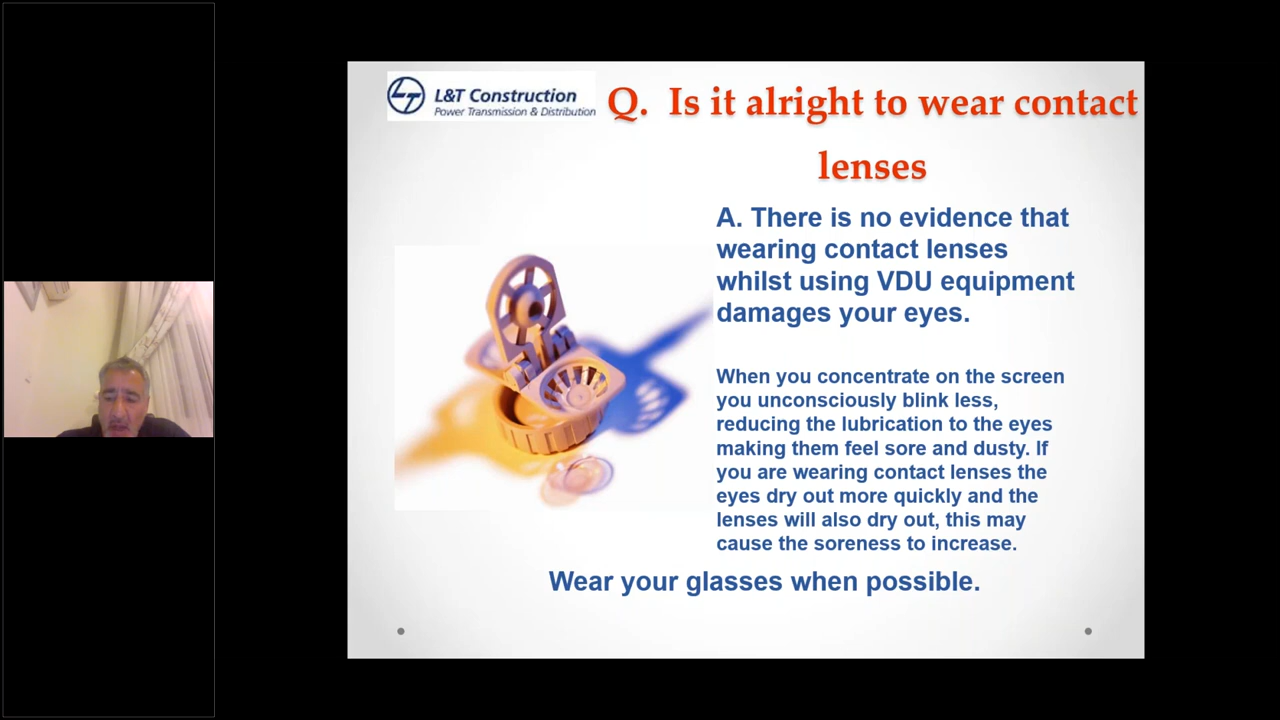 L&T Construction
Power Transmission & Distribution
Q. Is it alright to wear contact
lenses
A. There is no evidence that
wearing contact lenses
whilst using VDU equipment
damages your eyes.
When you concentrate on the screen
you unconsciously blink less,
reducing the lubrication to the eyes
making them feel sore and dusty. If
you are wearing contact lenses the
eyes dry out more quickly and the
lenses will also dry out, this may
cause the soreness to increase.
Wear your glasses when possible.